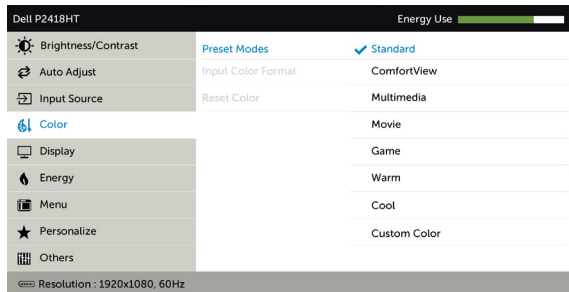 Dell P2418HT
Energy Use
Brightness/Contrast
Auto Adjust
Input Source
Color
Display
Energy
Menu
Personalize
Others
Preset Modes
Input Color Format
Reset Color
Standard
ComfortView
Multimedia
Movie
Game
Warm
Cool
Custom Color
Resolution : 1920x1080, 60Hz